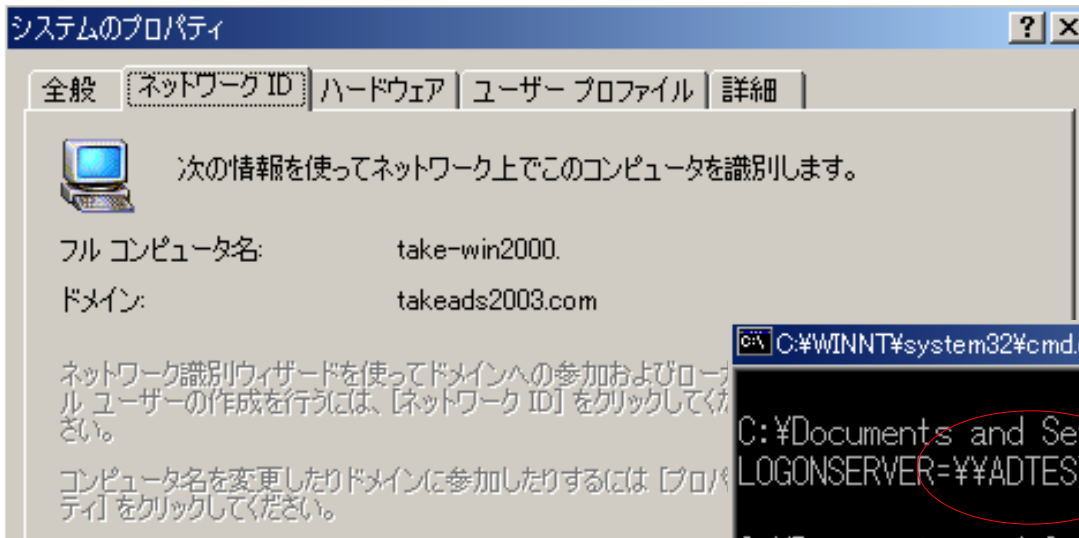 システムのプロパティ
全般 ネットワーク ID ハードウェア ユーザー プロファイル 詳細
次の情報を使ってネットワーク上でこのコンピュータを識別します。
フル コンピュータ名: take-win2000.
ドメイン: takeads2003.com
ネットワーク識別ウィザードを使ってドメインへの参加およびローカ
ル ユーザーの作成を行うには、[ネットワーク ID] をクリックしてくだ
さい。
コンピュータ名を変更したりドメインに参加したりするには [プロパ
ティ] をクリックしてください。
C:¥WINNT¥system32¥cmd.
C:¥Documents and Se
LOGONSERVER=¥¥ADTES